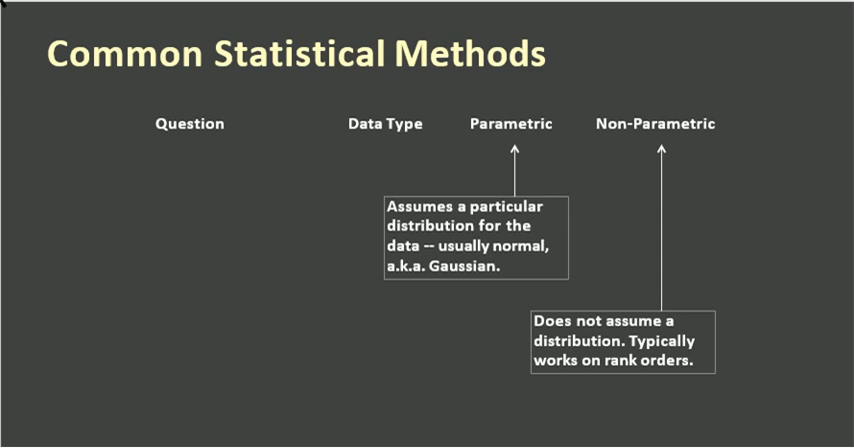 Common Statistical Methods
Question Data Type Parametric Non-Parametric
Assumes a particular
distribution for the
data -- usually normal,
a.k.a. Gaussian.
Does not assume a
distribution. Typically
works on rank orders.